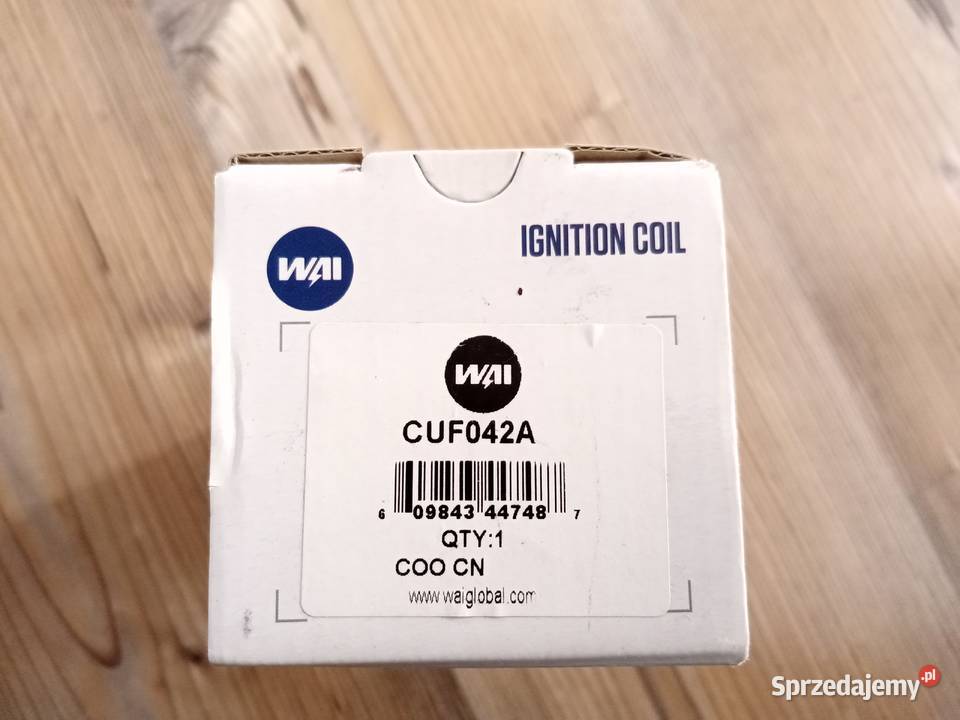 WAI
IGNITION COIL
WAI
CUF042A
6 09843 44748 7
QTY:1
COO CN
www.waiglobal.com
Sprzedajemy.pl